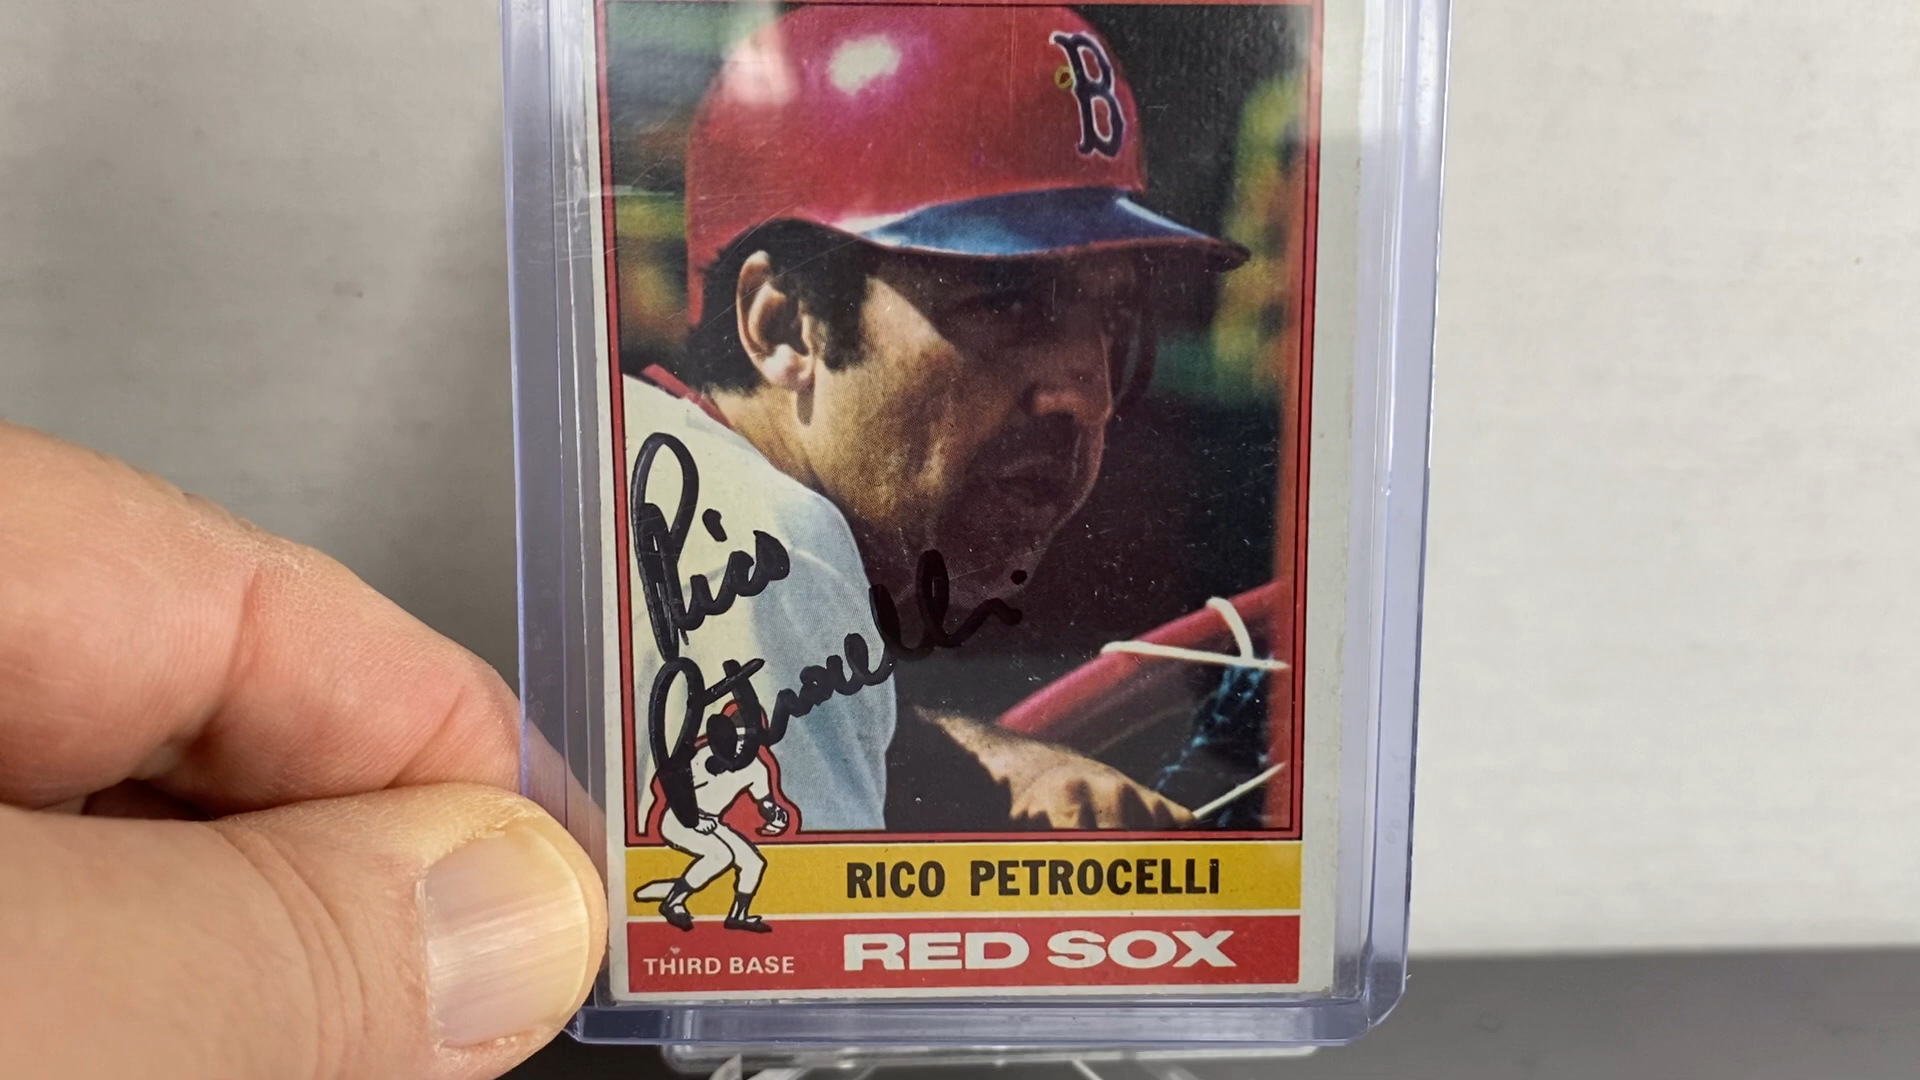 B
Rico
Petrocelli
RICO PETROCELLi
THIRD BASE RED SOX